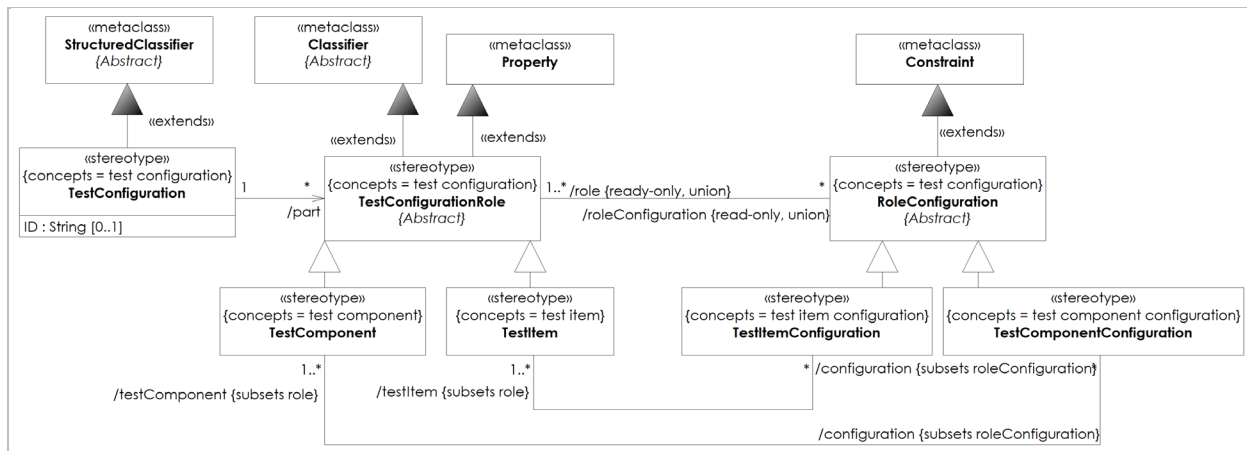 «metaclass»
StructuredClassifier
{Abstract}
«metaclass»
Classifier
{Abstract}
«metaclass»
Property
«metaclass»
Constraint
«extends»
«extends»
«extends»
«extends»
«stereotype»
{concepts = test configuration}
TestConfiguration
ID : String [0..1]
1
*
/part
«stereotype»
{concepts = test configuration}
TestConfigurationRole
{Abstract}
1..*
/role {ready-only, union}
*
/roleConfiguration {read-only, union}
«stereotype»
{concepts = test configuration}
RoleConfiguration
{Abstract}
«stereotype»
{concepts = test component}
TestComponent
«stereotype»
{concepts = test item}
TestItem
«stereotype»
{concepts = test item configuration}
TestItemConfiguration
«stereotype»
{concepts = test component configuration}
TestComponentConfiguration
1..*
/testComponent {subsets role}
1..*
/testItem {subsets role}
*
/configuration {subsets roleConfiguration}
*
/configuration {subsets roleConfiguration}